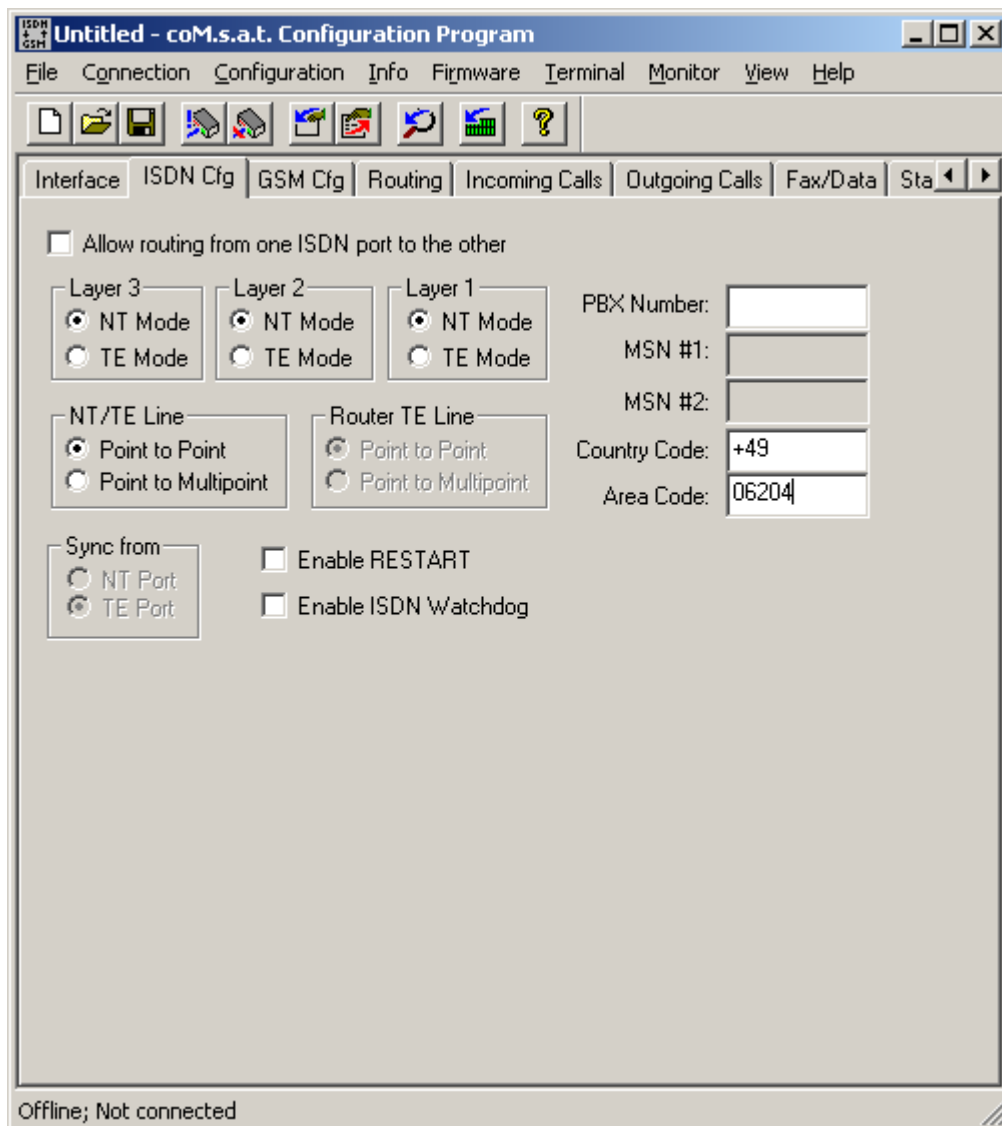 ISDN
GSM
Untitled - coM.s.a.t. Configuration Program
File Connection Configuration Info Firmware Terminal Monitor View Help
Interface ISDN Cfg GSM Cfg Routing Incoming Calls Outgoing Calls Fax/Data Sta
Allow routing from one ISDN port to the other
Layer 3
NT Mode
TE Mode
Layer 2
NT Mode
TE Mode
Layer 1
NT Mode
TE Mode
PBX Number:
MSN #1:
MSN #2:
Country Code: +49
Area Code: 06204
NT/TE Line
Point to Point
Point to Multipoint
Router TE Line
Point to Point
Point to Multipoint
Sync from
NT Port
TE Port
Enable RESTART
Enable ISDN Watchdog
Offline; Not connected